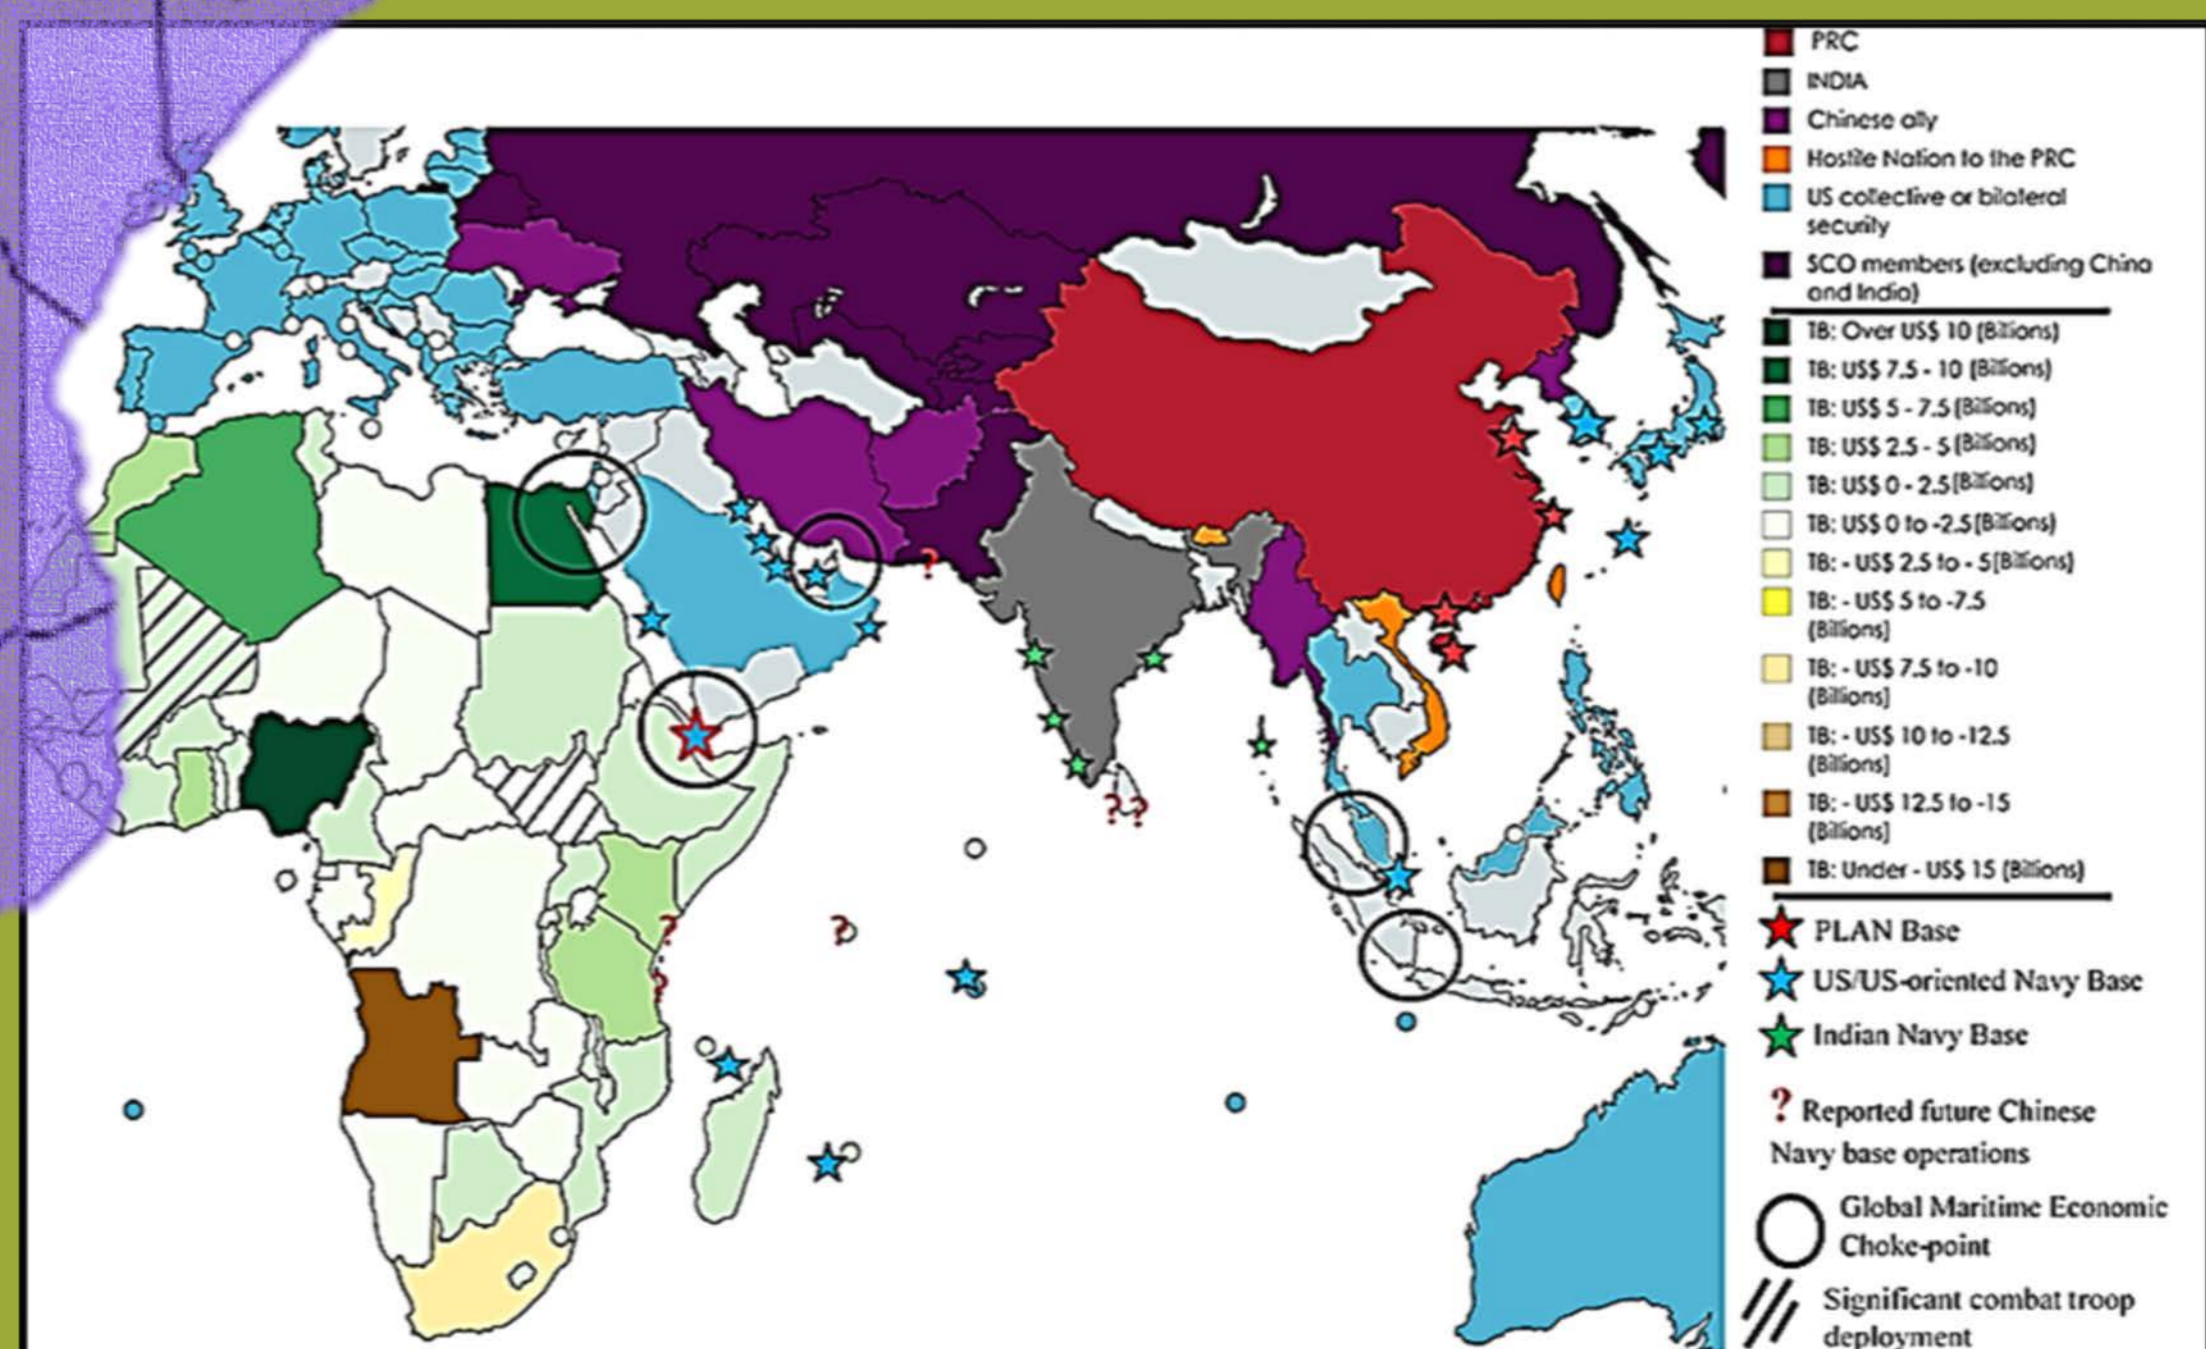 PRC
INDIA
Chinese ally
Hostile Nation to the PRC
US collective or bilateral
security
SCO members (excluding China
and India)
TB: Over US$ 10 (Billions)
TB: US$ 7.5 - 10 (Billions)
TB: US$ 5 - 7.5 (Billions)
TB: US$ 2.5 - 5 (Billions)
TB: US$ 0 - 2.5(Billions)
TB: US$ 0 to -2.5(Billions)
TB: - US$ 2.5 to - 5(Billions)
TB: - US$ 5 to -7.5
(Billions)
TB: - US$ 7.5 to -10
(Billions)
TB: - US$ 10 to -12.5
(Billions)
TB: - US$ 12.5 to -15
(Billions)
TB: Under - US$ 15 (Billions)
PLAN Base
US/US-oriented Navy Base
Indian Navy Base
? Reported future Chinese
Navy base operations
Global Maritime Economic
Choke-point
Significant combat troop
deployment
?
??
?
?
?